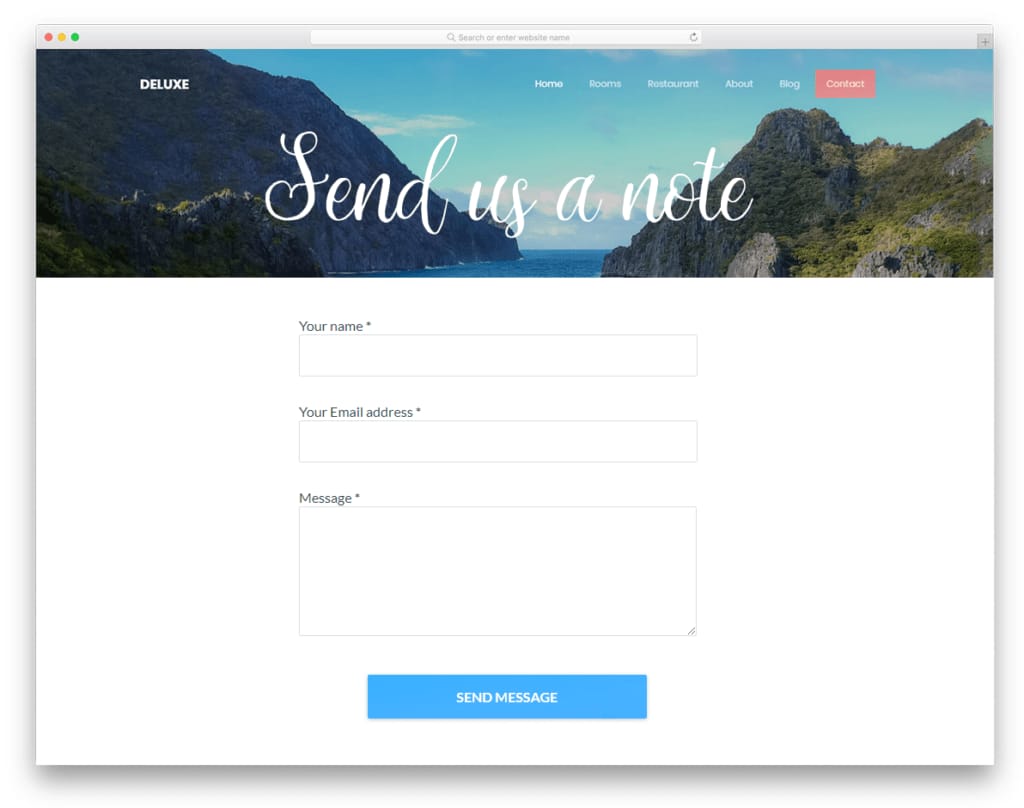 Search or enter website name
DELUXE Home Rooms Restaurant About Blog Contact
Send us a note
Your name *
Your Email address *
Message *
SEND MESSAGE